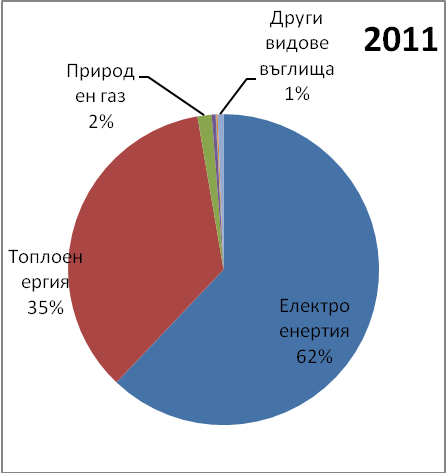 2011
Други
видове
въглища
1%
Природ
ен газ
2%
Топлоен
ергия
35%
Електро
енертия
62%